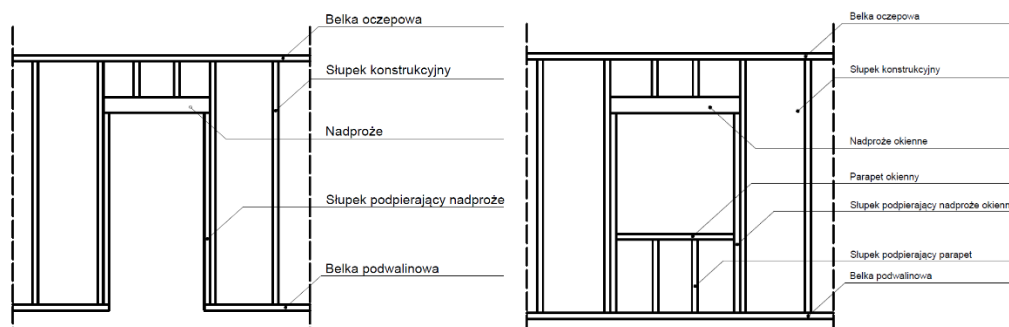 Belka oczepowa
Słupek konstrukcyjny
Nadproże
Słupek podpierający nadproże
Belka podwalinowa
Belka oczepowa
Słupek konstrukcyjny
Nadproże okienne
Parapet okienny
Słupek podpierający nadproże okienn
Słupek podpierający parapet
Belka podwalinowa